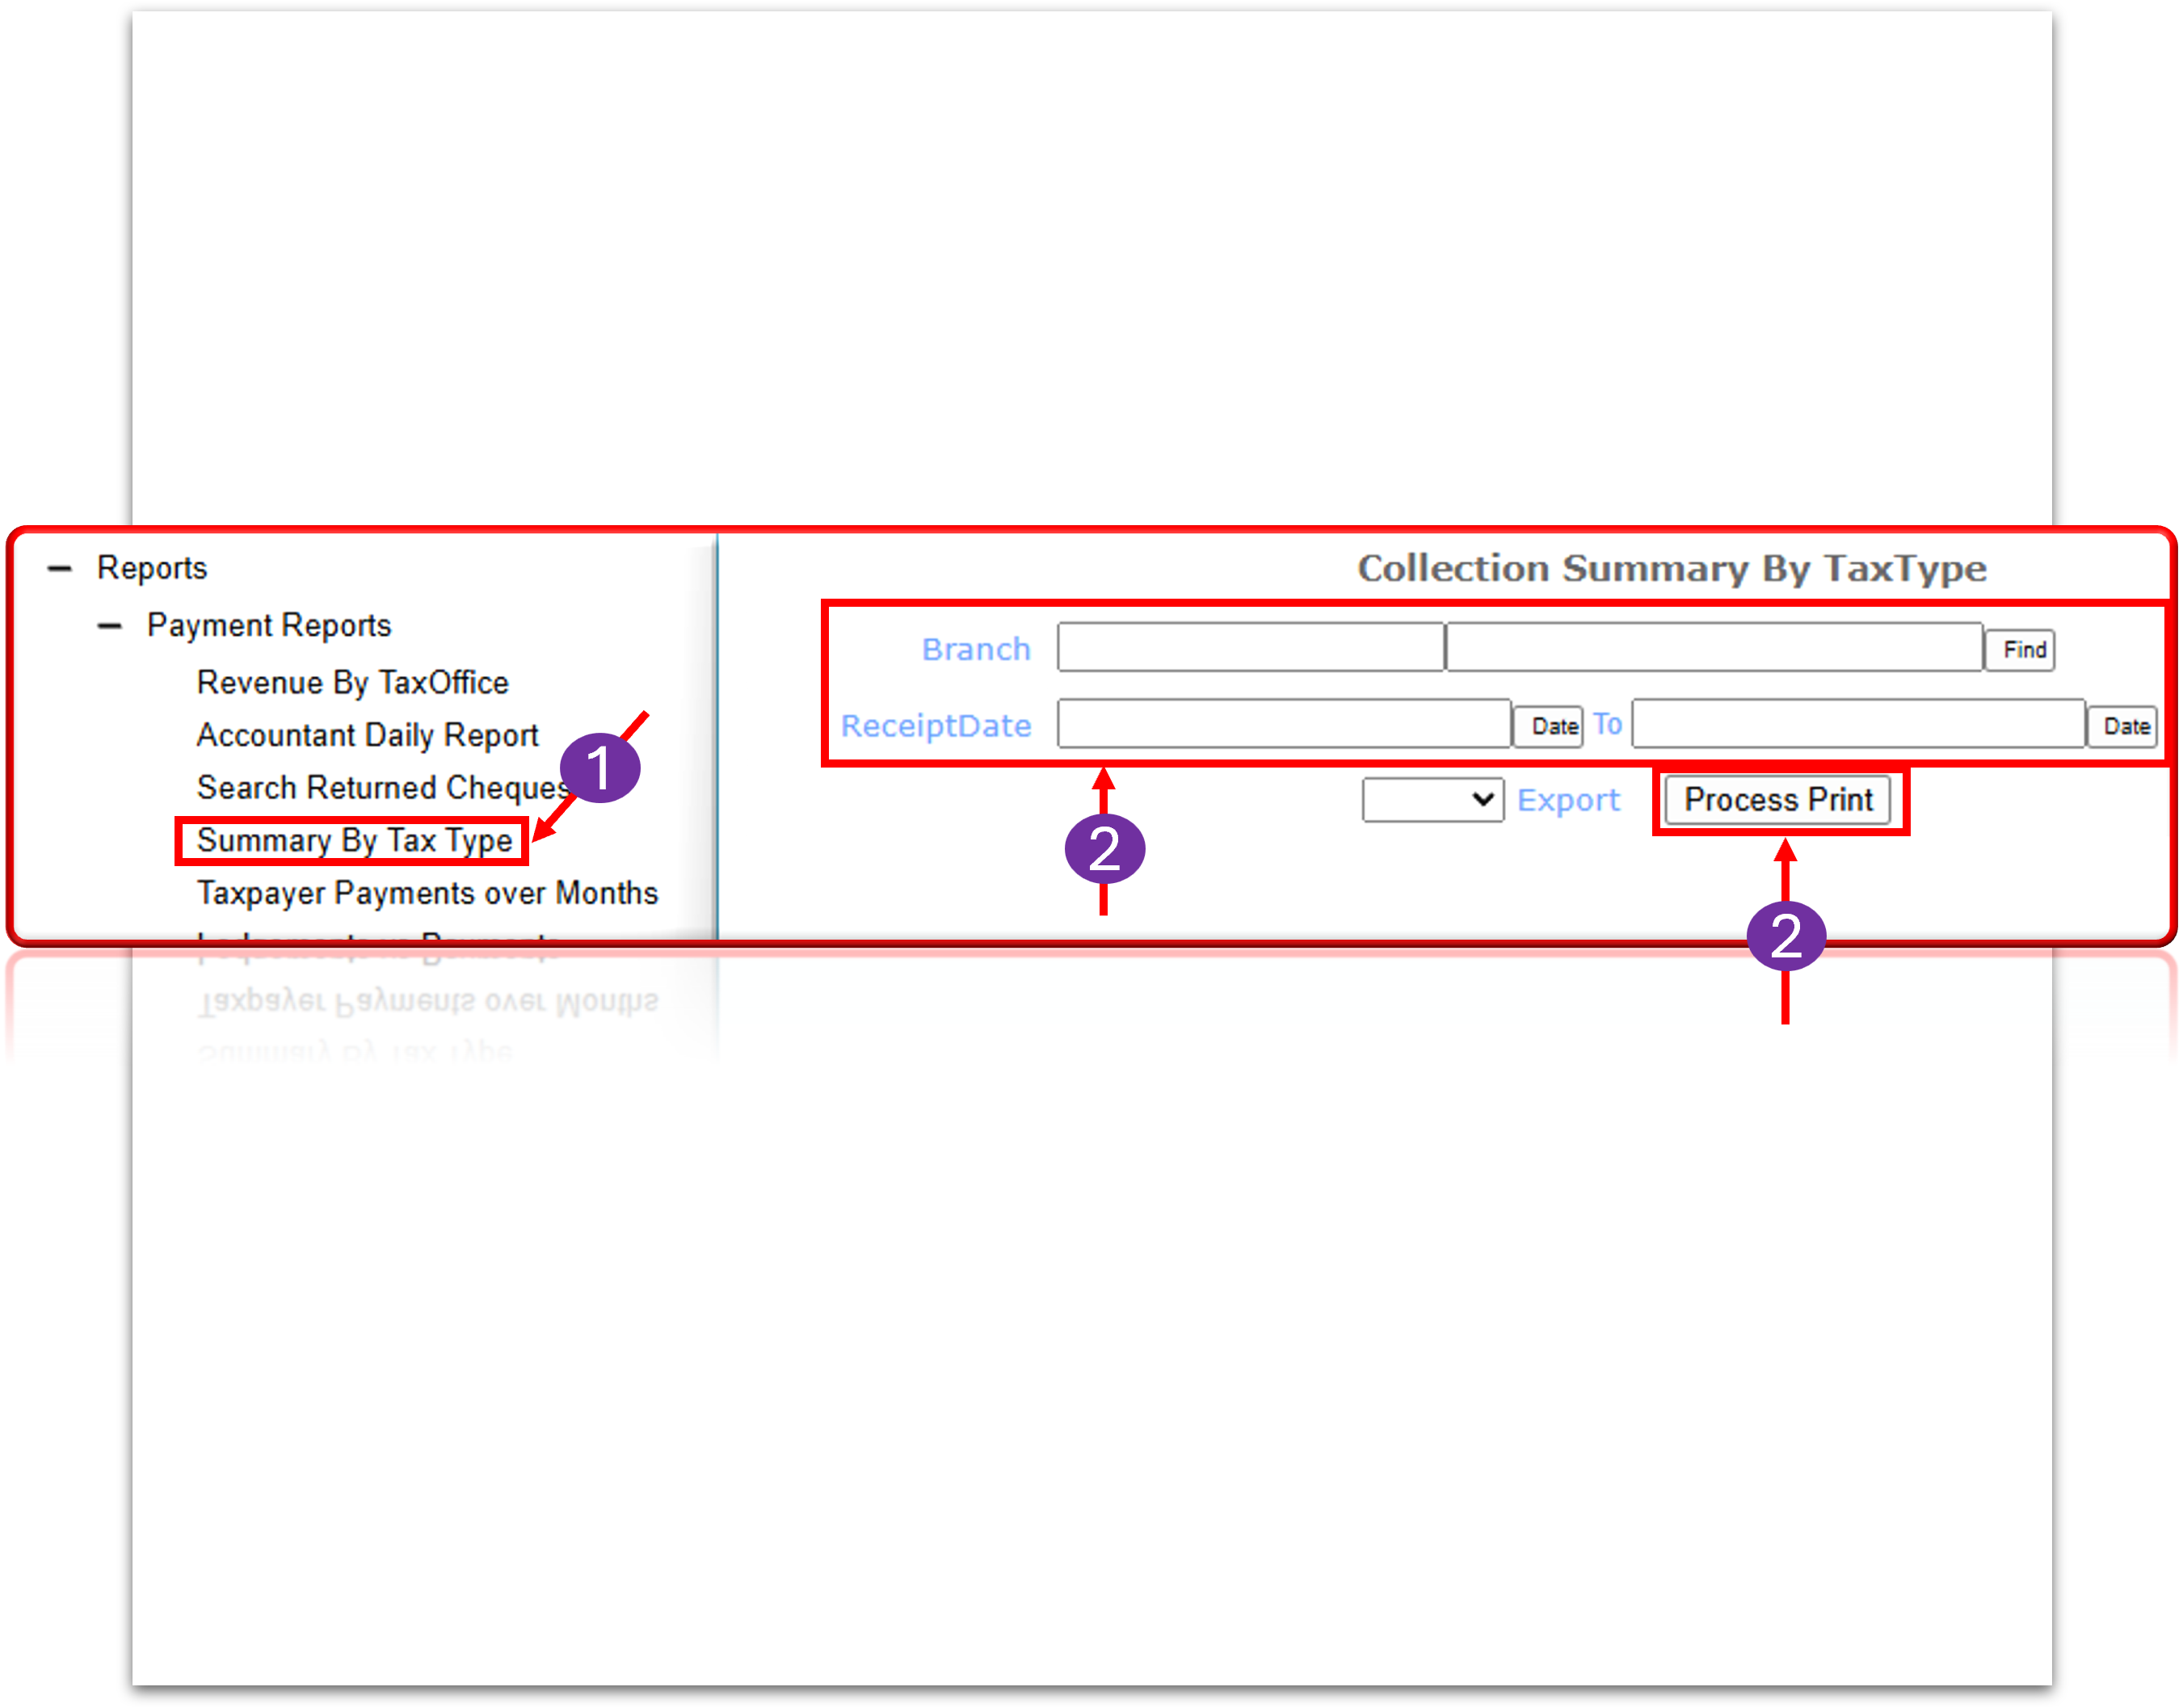 Reports
Payment Reports
Revenue By TaxOffice
Accountant Daily Report
Search Returned Cheques
Summary By Tax Type
Taxpayer Payments over Months
1
Collection Summary By TaxType
Branch Find
ReceiptDate Date To Date
Export Process Print
2
2